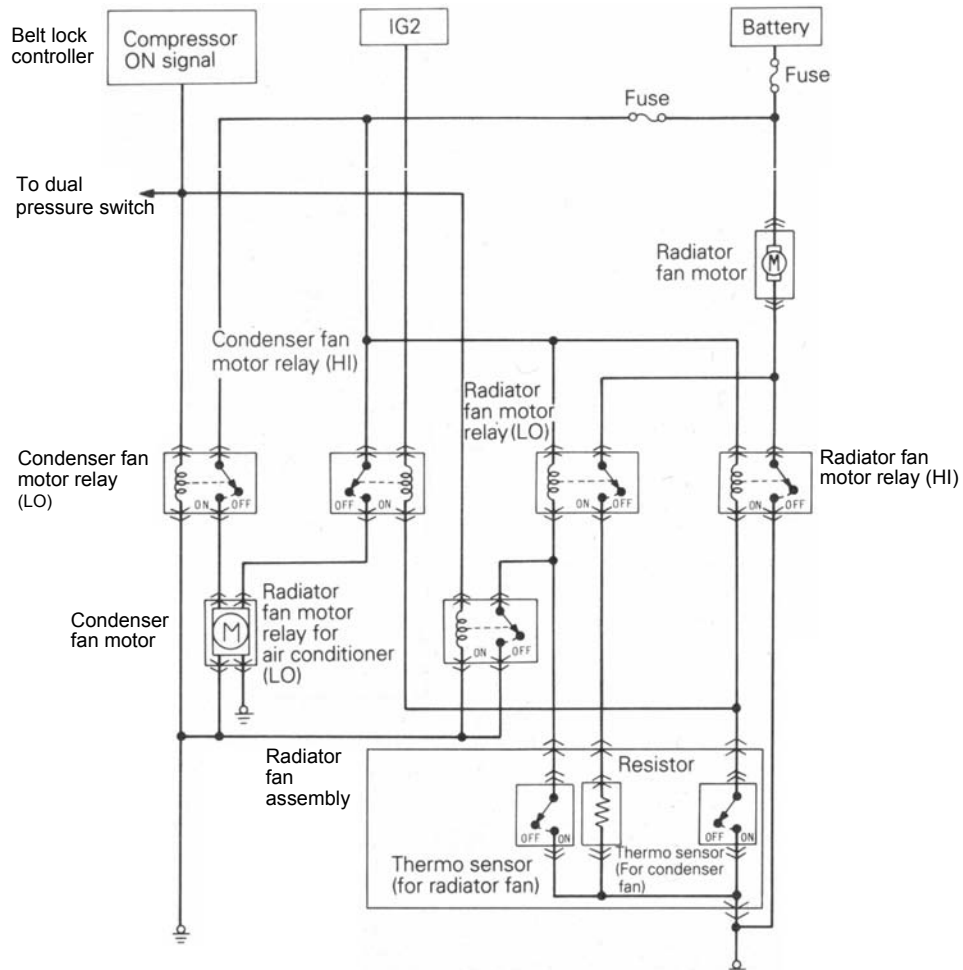 Belt lock
controller
Compressor
ON signal
IG2
Battery
Fuse
Fuse
To dual
pressure switch
Radiator
fan motor
M
Condenser fan
motor relay (HI)
Radiator
fan motor
relay (LO)
Condenser fan
motor relay
(LO)
ON OFF
OFF ON
ON OFF
ON OFF
Radiator fan
motor relay (HI)
Condenser
fan motor
M
Radiator
fan motor
relay for
air conditioner
(LO)
ON OFF
Radiator
fan
assembly
Resistor
OFF ON
OFF ON
Thermo sensor
(for radiator fan)
Thermo sensor
(For condenser
fan)